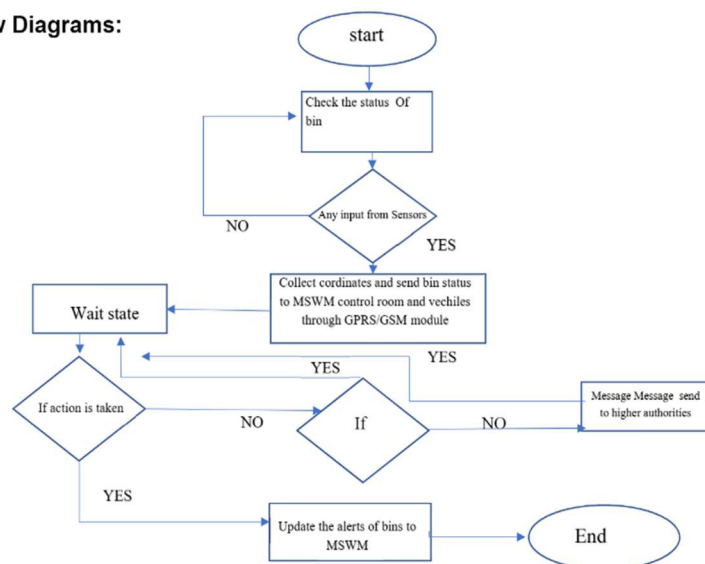 Diagrams:
start
Check the status Of
bin
Any input from Sensors
NO
YES
Collect cordinates and send bin status
to MSWM control room and vechiles
through GPRS/GSM module
Wait state
YES
YES
If action is taken
NO
If
NO
Message Message send
to higher authorities
YES
Update the alerts of bins to
MSWM
End